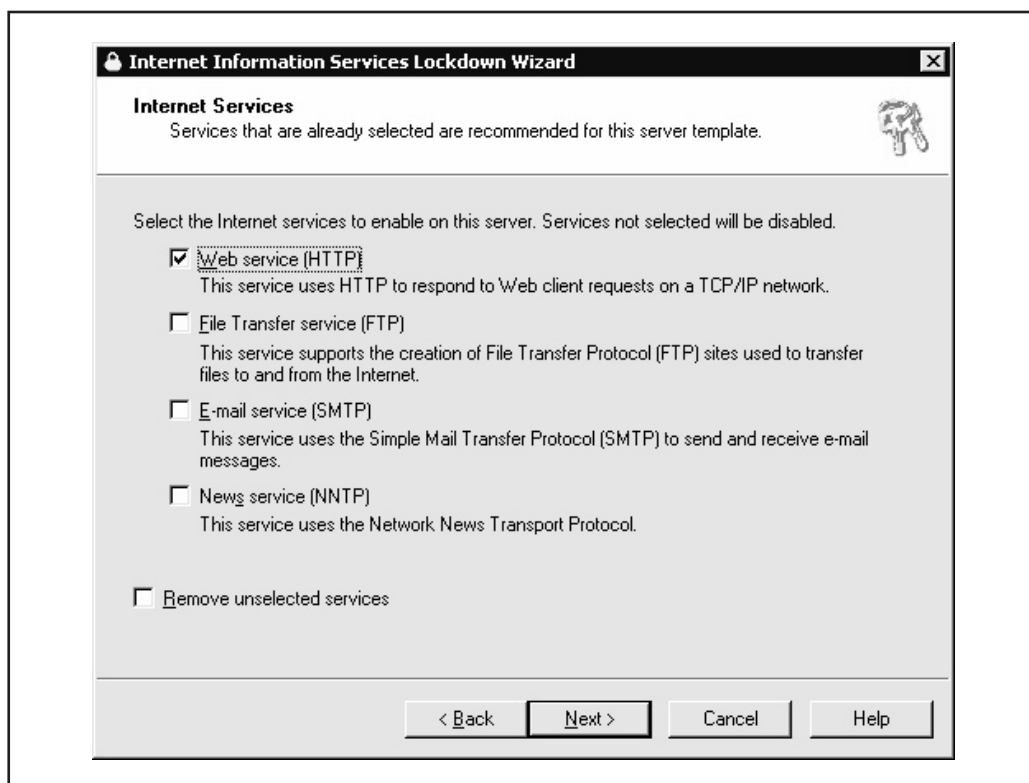 Internet Information Services Lockdown Wizard
Internet Services
Services that are already selected are recommended for this server template.
Select the Internet services to enable on this server. Services not selected will be disabled.
Web service (HTTP)
This service uses HTTP to respond to Web client requests on a TCP/IP network.
File Transfer service (FTP)
This service supports the creation of File Transfer Protocol (FTP) sites used to transfer
files to and from the Internet.
E-mail service (SMTP)
This service uses the Simple Mail Transfer Protocol (SMTP) to send and receive e-mail
messages.
News service (NNTP)
This service uses the Network News Transport Protocol.
Remove unselected services
< Back Next > Cancel Help